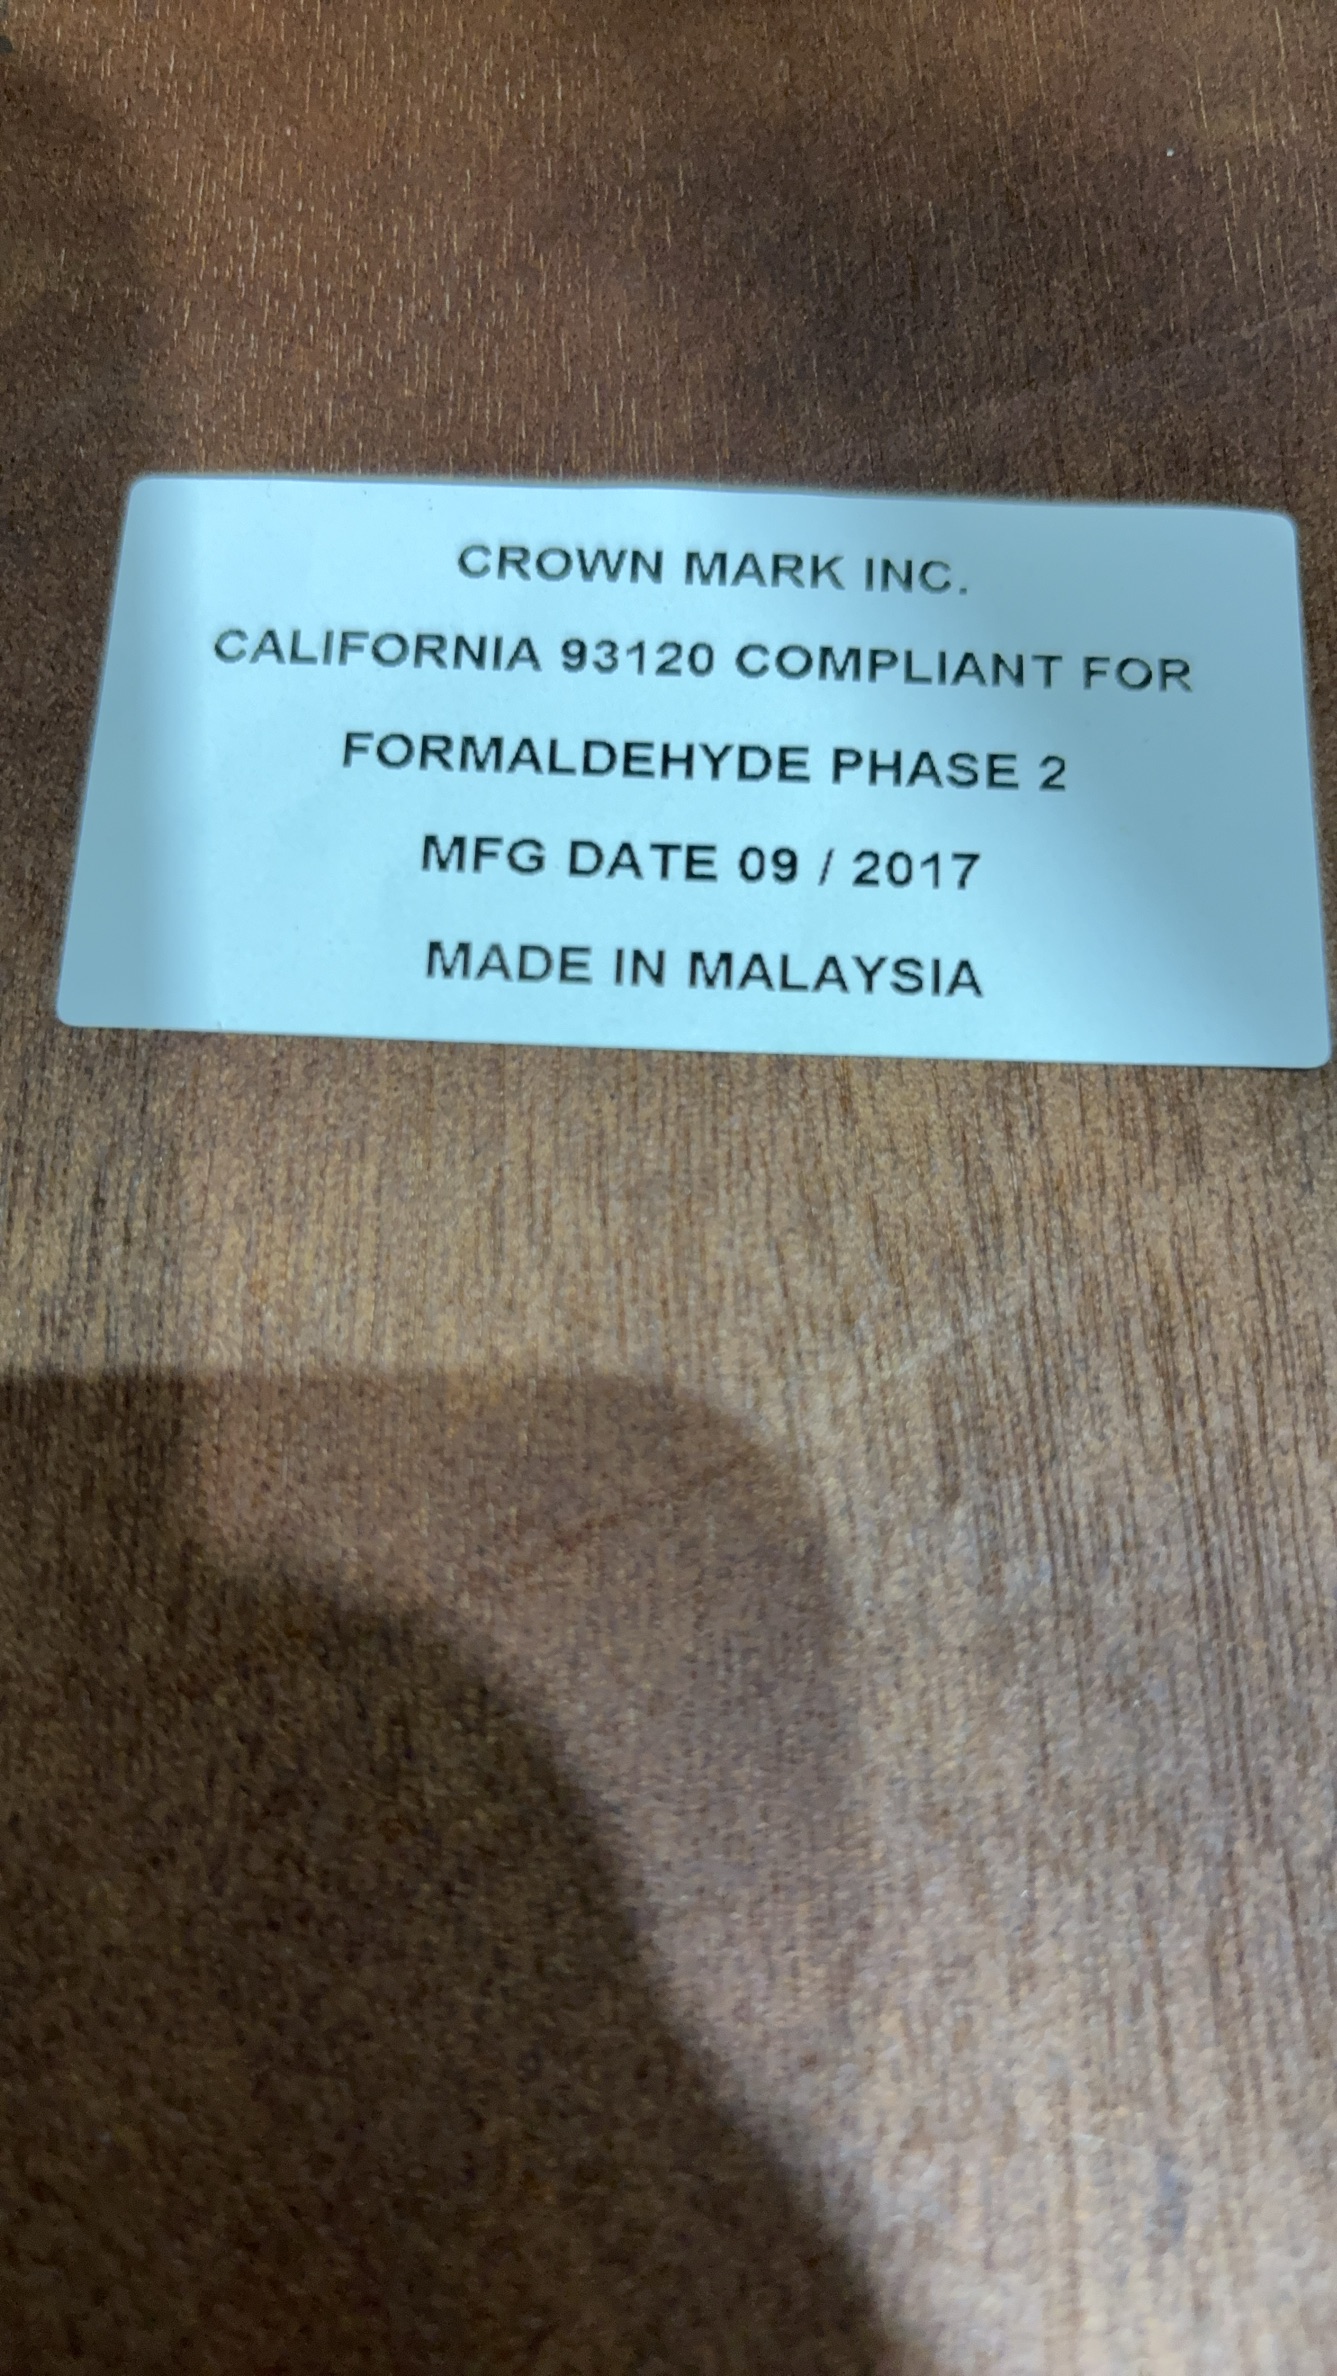 CROWN MARK INC.
CALIFORNIA 93120 COMPLIANT FOR
FORMALDEHYDE PHASE 2
MFG DATE 09 / 2017
MADE IN MALAYSIA